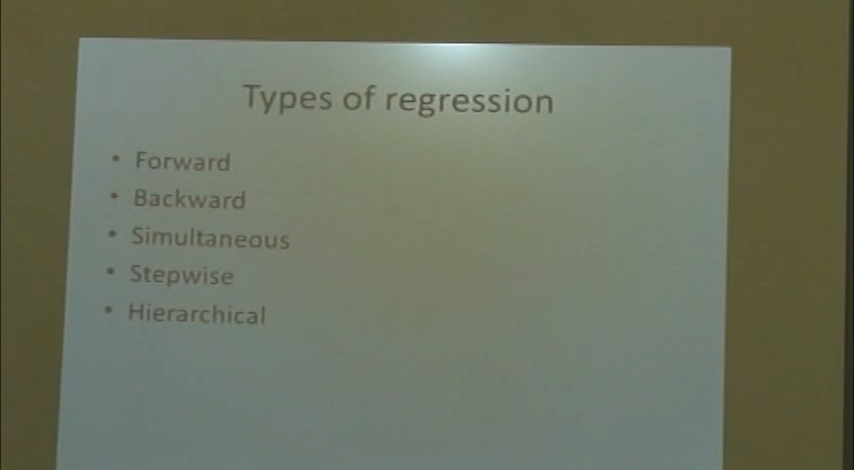 Types of regression
• Forward
• Backward
• Simultaneous
• Stepwise
• Hierarchical